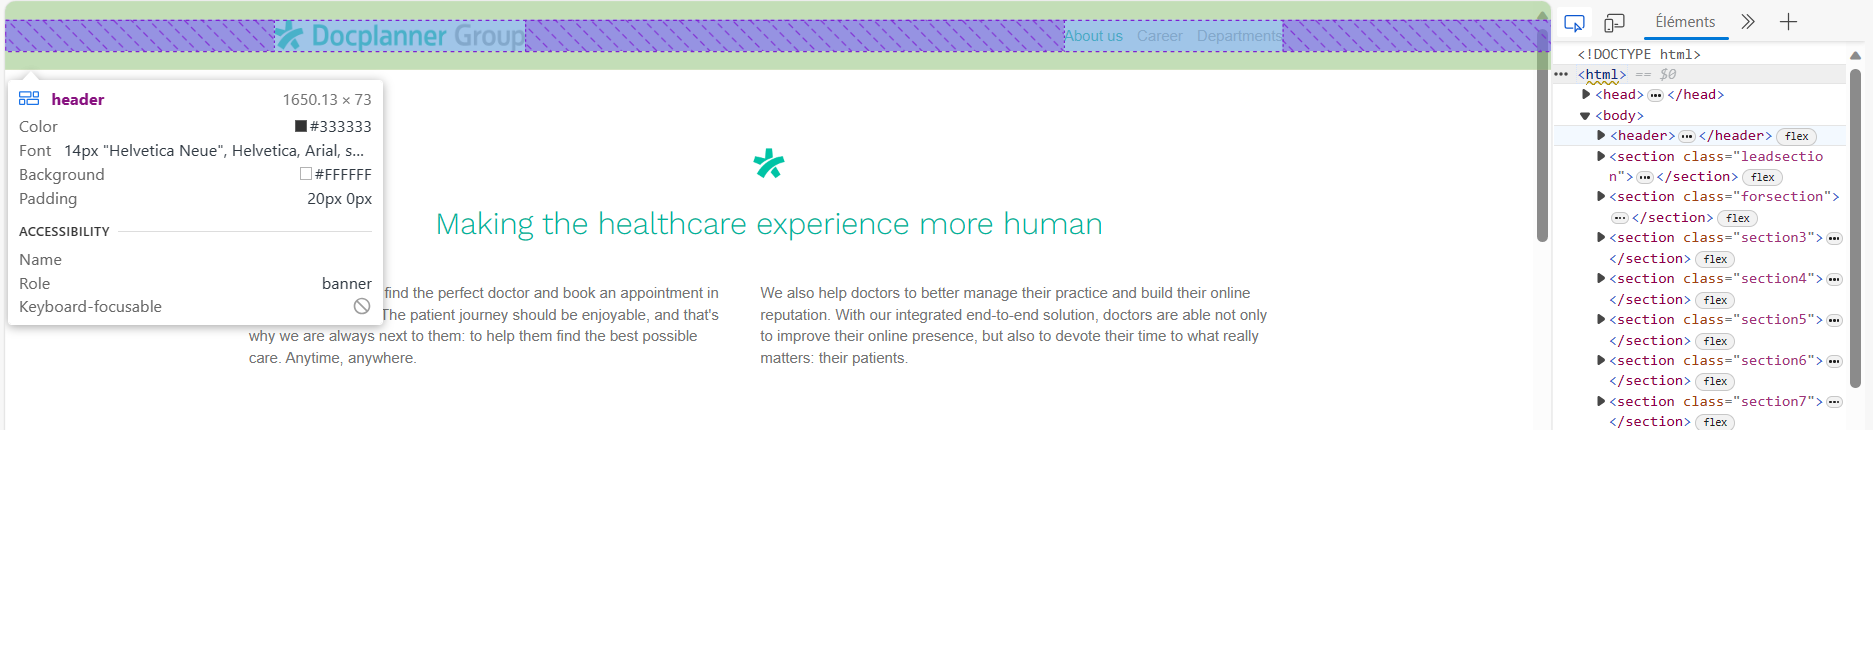 Docplanner Group
About us Career Departments
header 1650.13 × 73
Color #333333
Font 14px "Helvetica Neue", Helvetica, Arial, s...
Background #FFFFFF
Padding 20px 0px
ACCESSIBILITY
Name
Role banner
Keyboard-focusable
Making the healthcare experience more human
find the perfect doctor and book an appointment in
The patient journey should be enjoyable, and that's
why we are always next to them: to help them find the best possible
care. Anytime, anywhere.
We also help doctors to better manage their practice and build their online
reputation. With our integrated end-to-end solution, doctors are able not only
to improve their online presence, but also to devote their time to what really
matters: their patients.
Éléments
<!DOCTYPE html>
<html> == $0
<head> </head>
<body>
<header> </header> flex
<section class="leadsectio
n"> </section> flex
<section class="forsection">
</section> flex
<section class="section3">
</section> flex
<section class="section4">
</section> flex
<section class="section5">
</section> flex
<section class="section6">
</section> flex
<section class="section7">
</section> flex